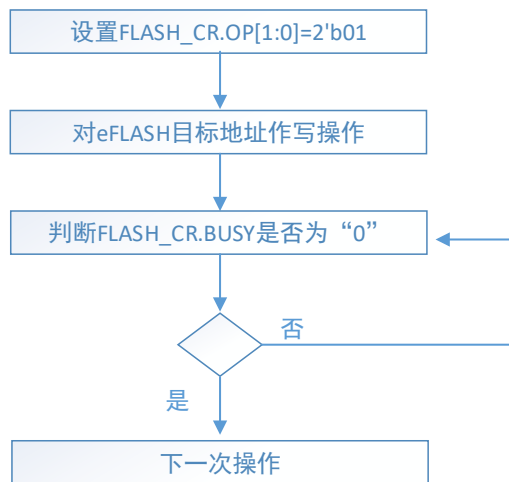 设置FLASH_CR.OP[1:0]=2'b01
对eFLASH目标地址作写操作
判断FLASH_CR.BUSY是否为“0”
否
是
下一次操作